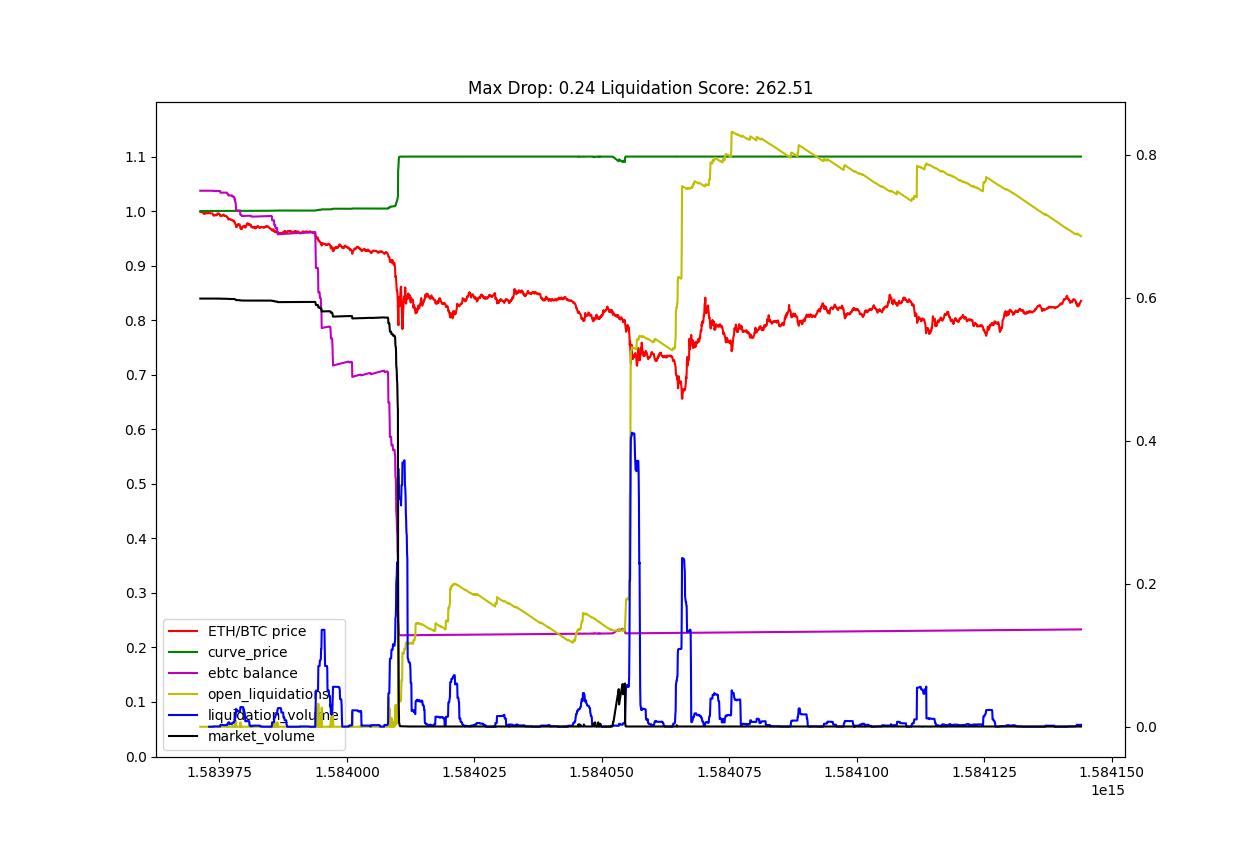 Max Drop: 0.24 Liquidation Score: 262.51
1.1
1.0
0.9
0.8
0.7
0.6
0.5
0.4
0.3
0.2
0.1
0.0
0.8
0.6
0.4
0.2
0.0
ETH/BTC price
curve_price
ebtc balance
open_liquidations
liquidation_volume
market_volume
1.583975 1.584000 1.584025 1.584050 1.584075 1.584100 1.584125 1.584150
1e15